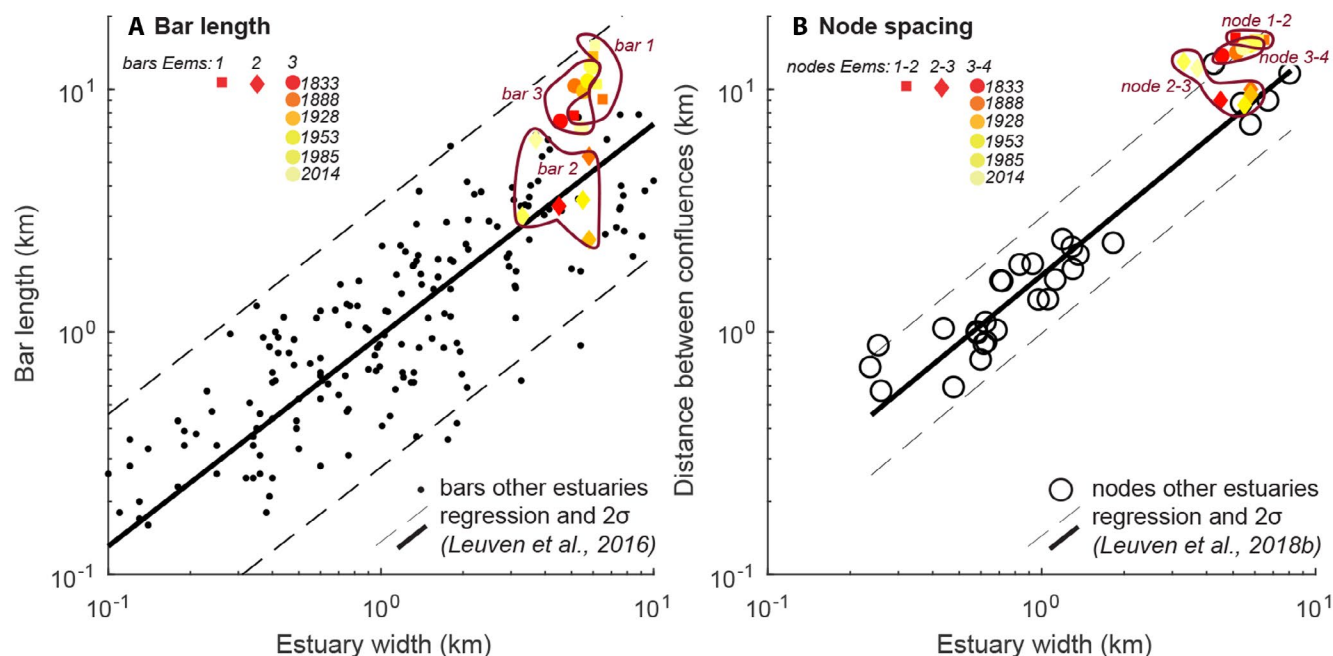 A Bar length
bars Eems: 1 2 3
1833
1888
1928
1953
1985
2014
bar 1
bar 3
bar 2
bars other estuaries
regression and 2σ
(Leuven et al., 2016)
Bar length (km)
10^1
10^0
10^-1
10^-1 10^0 10^1
Estuary width (km)
B Node spacing
nodes Eems: 1-2 2-3 3-4
1833
1888
1928
1953
1985
2014
node 1-2
node 3-4
node 2-3
nodes other estuaries
regression and 2σ
(Leuven et al., 2018b)
Distance between confluences (km)
10^1
10^0
10^-1
10^-1 10^0 10^1
Estuary width (km)